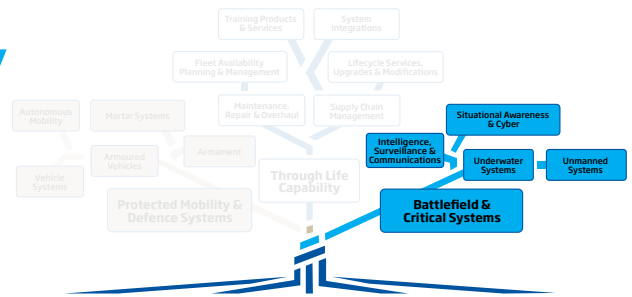 Training Products
& Services
System
Integrations
Fleet Availability
Planning & Management
Lifecycle Services,
Upgrades & Modifications
Autonomous
Mobility
Mortar Systems
Maintenance,
Repair & Overhaul
Supply Chain
Management
Situational Awareness
& Cyber
Armoured
Vehicles
Armament
Intelligence,
Surveillance &
Communications
Underwater
Systems
Unmanned
Systems
Vehicle
Systems
Through Life
Capability
Protected Mobility &
Defence Systems
Battlefield &
Critical Systems